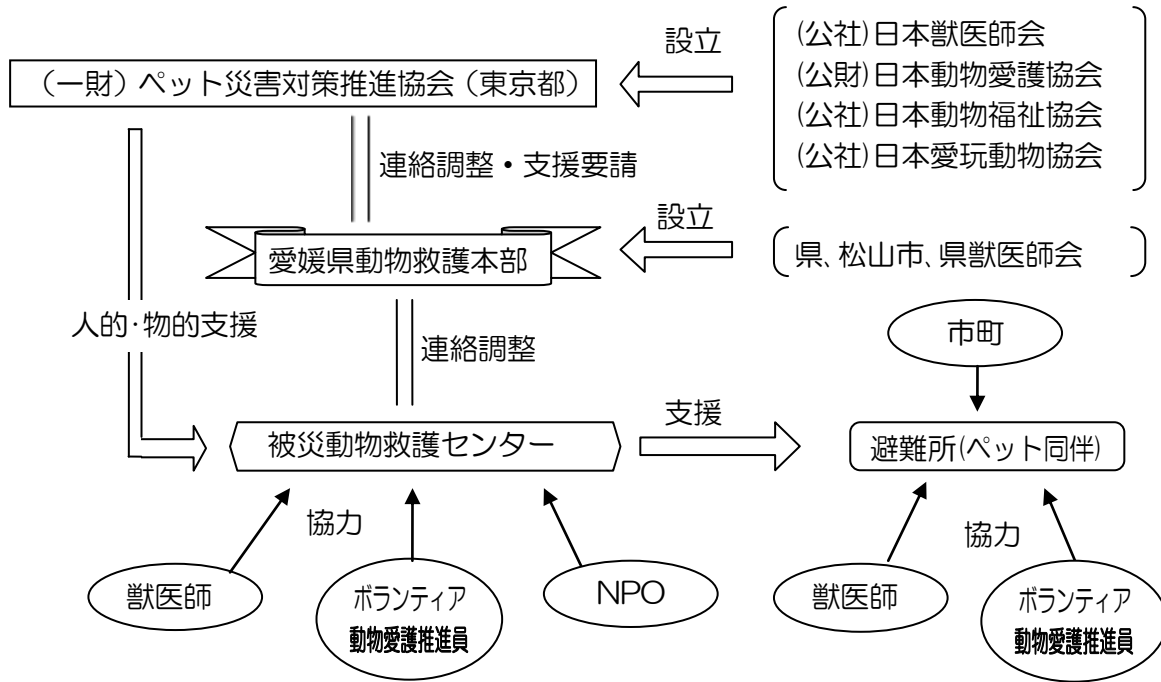 設立
(公社)日本獣医師会
(公財)日本動物愛護協会
(公社)日本動物福祉協会
(公社)日本愛玩動物協会
（一財）ペット災害対策推進協会（東京都）
連絡調整・支援要請
設立
愛媛県動物救護本部
県、松山市、県獣医師会
人的･物的支援
連絡調整
市町
支援
被災動物救護センター
避難所(ペット同伴)
協力
協力
獣医師
ボランティア
動物愛護推進員
NPO
獣医師
ボランティア
動物愛護推進員